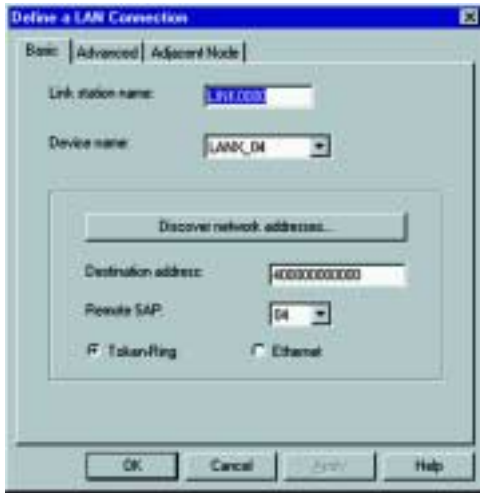 Define a LAN Connection
Basic Advanced Adjacent Node
Link station name: LINK0000
Device name: LANX_04
Discover network addresses...
Destination address: 400000000000
Remote SAP: 04
Token-Ring Ethernet
OK Cancel Apply Help